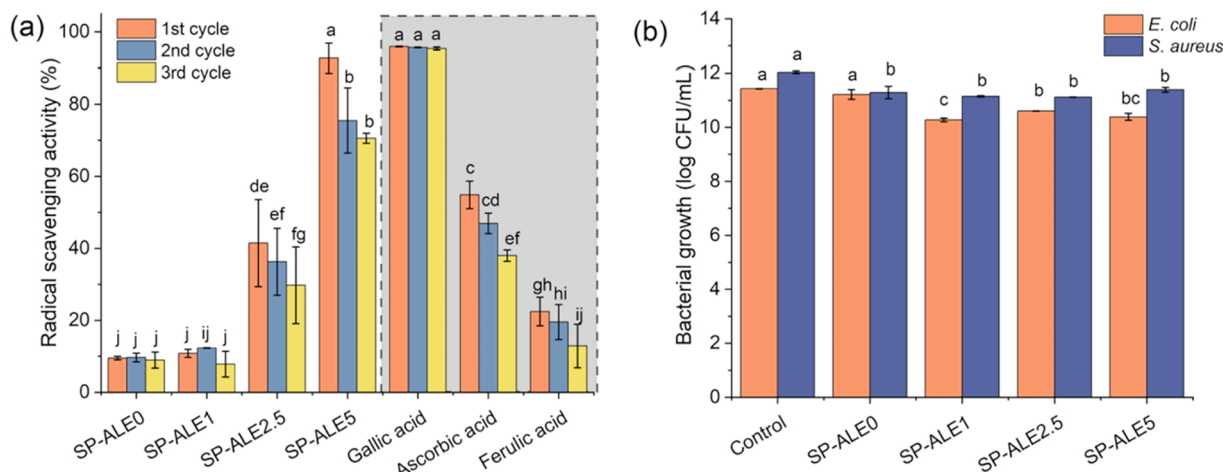 (a)
1st cycle
2nd cycle
3rd cycle
Radical scavenging activity (%)
100
80
60
40
20
0
j j j
j ij j
de ef fg
a b b
a a a
c cd ef
gh hi ij
SP-ALE0
SP-ALE1
SP-ALE2.5
SP-ALE5
Gallic acid
Ascorbic acid
Ferulic acid
(b)
E. coli
S. aureus
Bacterial growth (log CFU/mL)
14
12
10
8
6
4
2
0
a a
a b
c b
b b
bc b
Control
SP-ALE0
SP-ALE1
SP-ALE2.5
SP-ALE5